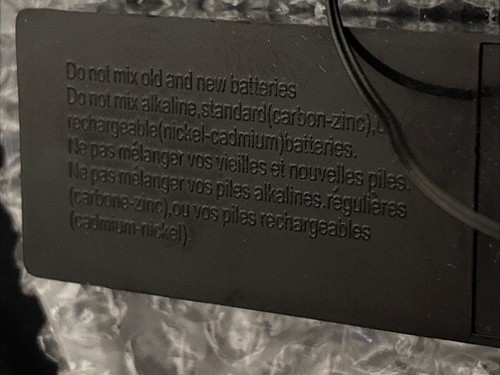 Do not mix old and new batteries
Do not mix alkaline,standard(carbon-zinc),
rechargeable(nickel-cadmium)batteries.
Ne pas mélanger vos vieilles et nouvelles piles.
Ne pas mélanger vos piles alkalines.régulières
(carbone-zinc),ou vos piles rechargeables
(cadmium-nickel).